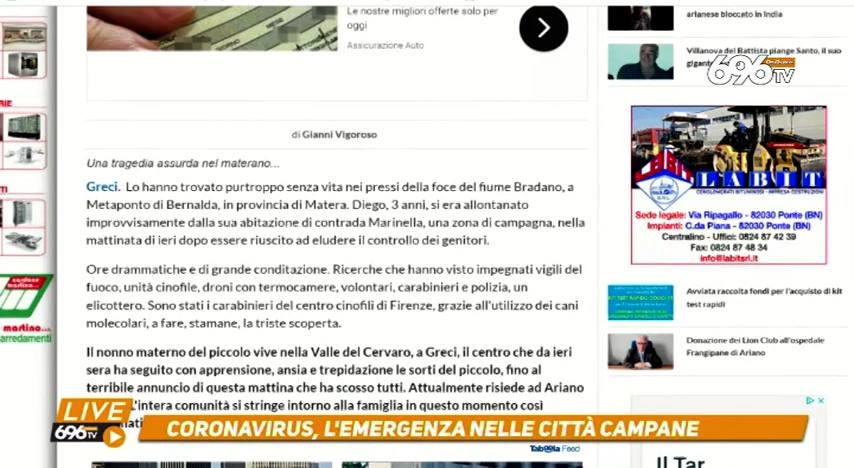 Le nostre migliori offerte solo per
oggi
Assicurazione Auto
di Gianni Vigoroso
Una tragedia assurda nel materano...
Greci. Lo hanno trovato purtroppo senza vita nei pressi della foce del fiume Bradano, a
Metaponto di Bernalda, in provincia di Matera. Diego, 3 anni, si era allontanato
improvvisamente dalla sua abitazione di contrada Marinella, una zona di campagna, nella
mattinata di ieri dopo essere riuscito ad eludere il controllo dei genitori.
Ore drammatiche e di grande conditazione. Ricerche che hanno visto impegnati vigili del
fuoco, unità cinofile, droni con termocamere, volontari, carabinieri e polizia, un
elicottero. Sono stati i carabinieri del centro cinofili di Firenze, grazie all'utilizzo dei cani
molecolari, a fare, stamane, la triste scoperta.
Il nonno materno del piccolo vive nella Valle del Cervaro, a Greci, il centro che da ieri
sera ha seguito con apprensione, ansia e trepidazione le sorti del piccolo, fino al
terribile annuncio di questa mattina che ha scosso tutti. Attualmente risiede ad Ariano
L'intera comunità si stringe intorno alla famiglia in questo momento così
Taboola Feed
arianese bloccato in India
Villanova del Battista piange Santo, il suo
696
TV
LABIT
S.R.L.
CONGLOMERATI BITUMINOSI - IMPRESA COSTRUZIONI
Sede legale: Via Ripagallo - 82030 Ponte (BN)
Impianti: C.da Piana - 82030 Ponte (BN)
Centralino - Uffici: 0824 87 42 39
Fax: 0824 87 48 34
info@labitsrl.it
Avviata raccolta fondi per l'acquisto di kit
test rapidi
Donazione dei Lion Club all'ospedale
Frangipane di Ariano
Il Tar
martino...
arredamenti
LIVE
696 TV
CORONAVIRUS, L'EMERGENZA NELLE CITTÀ CAMPANE